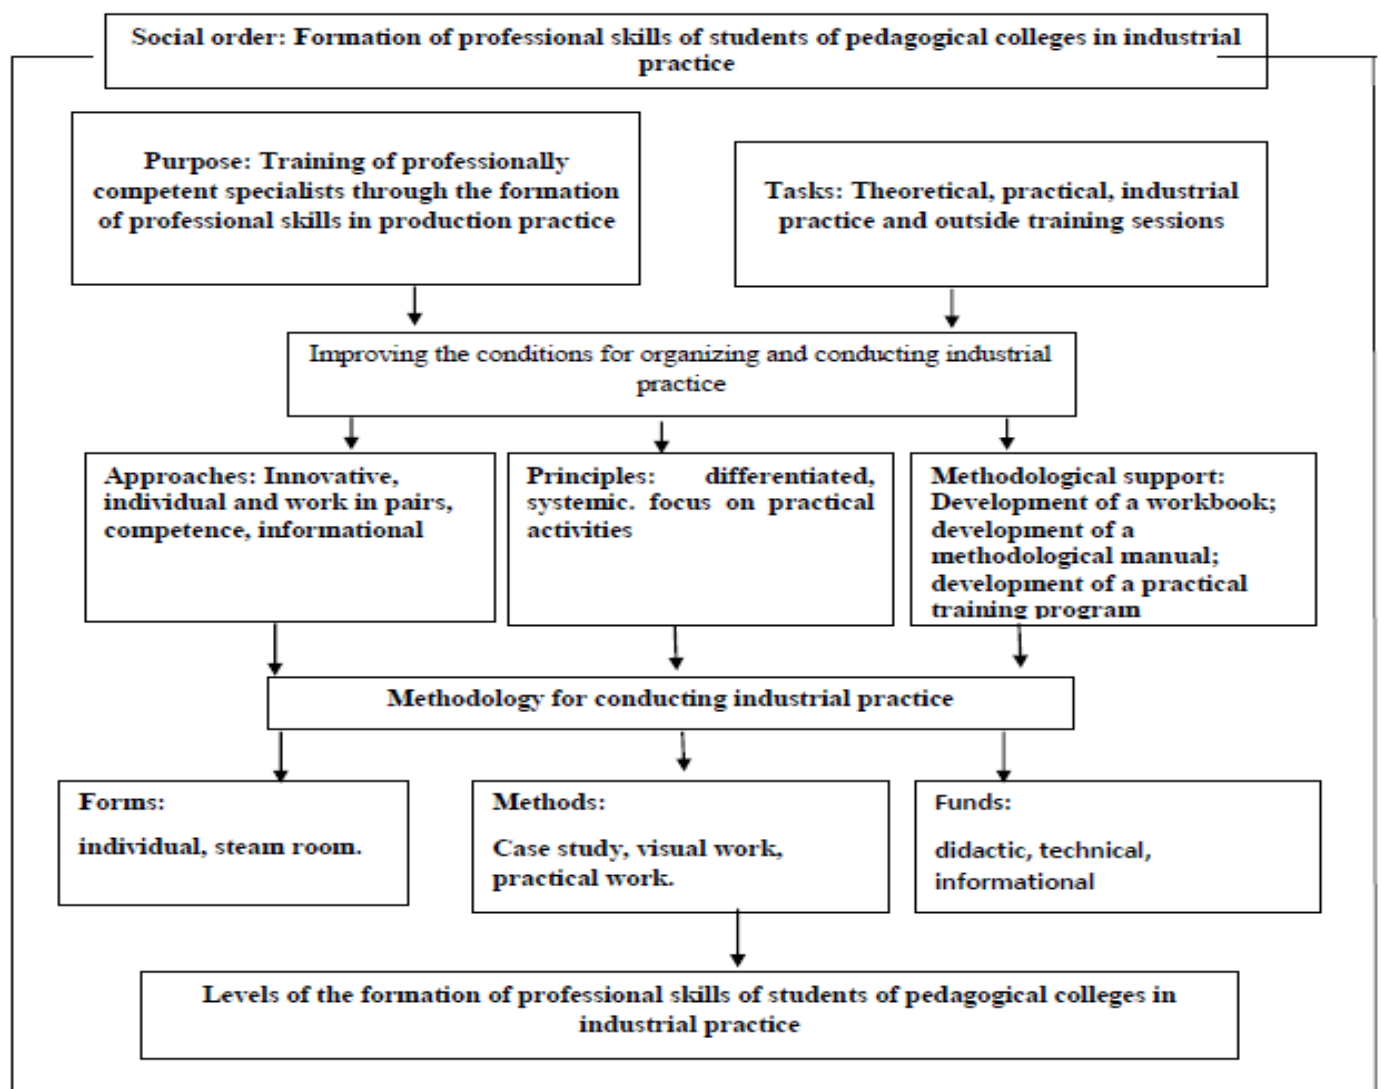 Social order: Formation of professional skills of students of pedagogical colleges in industrial
practice
Purpose: Training of professionally
competent specialists through the formation
of professional skills in production practice
Tasks: Theoretical, practical, industrial
practice and outside training sessions
Improving the conditions for organizing and conducting industrial
practice
Approaches: Innovative,
individual and work in pairs,
competence, informational
Principles: differentiated,
systemic. focus on practical
activities
Methodological support:
Development of a workbook;
development of a
methodological manual;
development of a practical
training program
Methodology for conducting industrial practice
Forms:
individual, steam room.
Methods:
Case study, visual work,
practical work.
Funds:
didactic, technical,
informational
Levels of the formation of professional skills of students of pedagogical colleges in
industrial practice